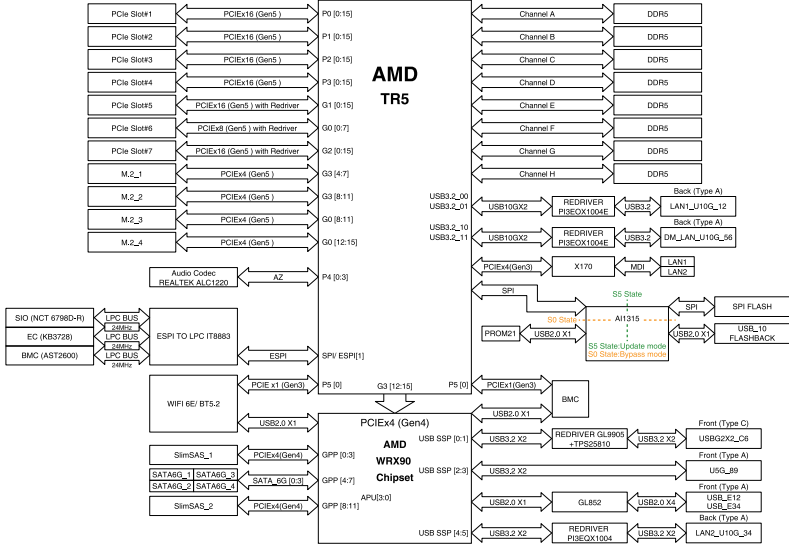 PCIe Slot#1 PCIEx16 (Gen5 ) P0 [0:15]
PCIe Slot#2 PCIEx16 (Gen5 ) P1 [0:15]
PCIe Slot#3 PCIEx16 (Gen5 ) P2 [0:15]
PCIe Slot#4 PCIEx16 (Gen5 ) P3 [0:15]
PCIe Slot#5 PCIEx16 (Gen5 ) with Redriver G1 [0:15]
PCIe Slot#6 PCIEx8 (Gen5 ) with Redriver G0 [0:7]
PCIe Slot#7 PCIEx16 (Gen5 ) with Redriver G2 [0:15]
M.2_1 PCIEx4 (Gen5 ) G3 [4:7]
M.2_2 PCIEx4 (Gen5 ) G3 [8:11]
M.2_3 PCIEx4 (Gen5 ) G0 [8:11]
M.2_4 PCIEx4 (Gen5 ) G0 [12:15]
Audio Codec
REALTEK ALC1220
AZ P4 [0:3]
AMD
TR5
Channel A DDR5
Channel B DDR5
Channel C DDR5
Channel D DDR5
Channel E DDR5
Channel F DDR5
Channel G DDR5
Channel H DDR5
USB3.2_00
USB3.2_01
USB10GX2
REDRIVER
PI3EOX1004E
USB3.2
Back (Type A)
LAN1_U10G_12
USB3.2_10
USB3.2_11
USB10GX2
REDRIVER
PI3EOX1004E
USB3.2
Back (Type A)
DM_LAN_U10G_56
PCIEx4(Gen3) X170 MDI
LAN1
LAN2
SPI
S5 State
S0 State
AI1315
SPI SPI FLASH
PROM21 USB2.0 X1
USB2.0 X1
USB_10
FLASHBACK
S5 State:Update mode
S0 State:Bypass mode
SIO (NCT 6798D-R) LPC BUS
24MHz
EC (KB3728) LPC BUS
24MHz
BMC (AST2600) LPC BUS
24MHz
ESPI TO LPC IT8883
ESPI SPI/ ESPI[1]
WIFI 6E/ BT5.2
PCIE x1 (Gen3) P5 [0]
USB2.0 X1
G3 [12:15]
P5 [0] PCIEx1(Gen3)
BMC
USB2.0 X1
PCIEx4 (Gen4)
AMD
WRX90
Chipset
APU[3:0]
SlimSAS_1 PCIEx4(Gen4) GPP [0:3]
SATA6G_1 SATA6G_3
SATA6G_2 SATA6G_4
SATA_6G [0:3] GPP [4:7]
SlimSAS_2 PCIEx4(Gen4) GPP [8:11]
USB SSP [0:1] USB3,2 X2
REDRIVER GL9905
+TPS25810
USB3,2 X2
Front (Type C)
USBG2X2_C6
USB SSP [2:3] USB3,2 X2
Front (Type A)
U5G_89
USB2.0 X1 GL852 USB2.0 X4
Front (Type A)
USB_E12
USB_E34
USB SSP [4:5] USB3,2 X2
REDRIVER
PI3EQX1004
USB3,2 X2
Back (Type A)
LAN2_U10G_34